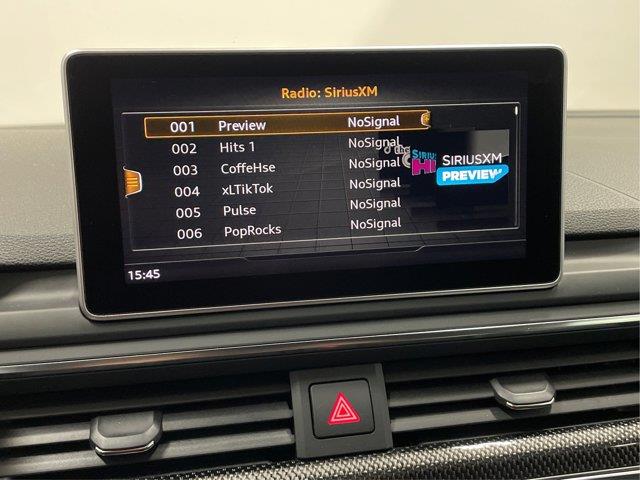 Radio: SiriusXM
001 Preview NoSignal
002 Hits 1 NoSignal
003 CoffeHse NoSignal
004 xLTikTok NoSignal
005 Pulse NoSignal
006 PopRocks NoSignal
the
SIRIUSXM
PREVIEW
15:45